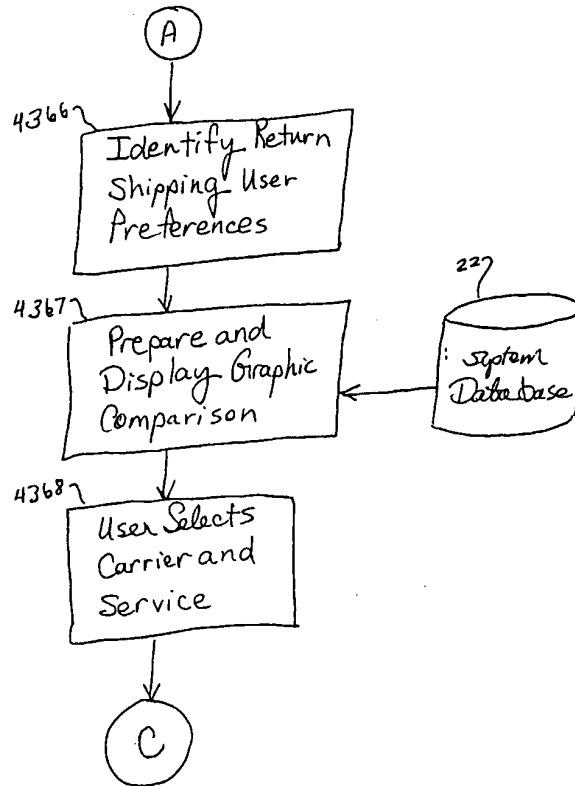 A
4366
Identify Return
Shipping User
Preferences
4367
Prepare and
Display Graphic
Comparison
22
system
Database
4368
User Selects
Carrier and
Service
C